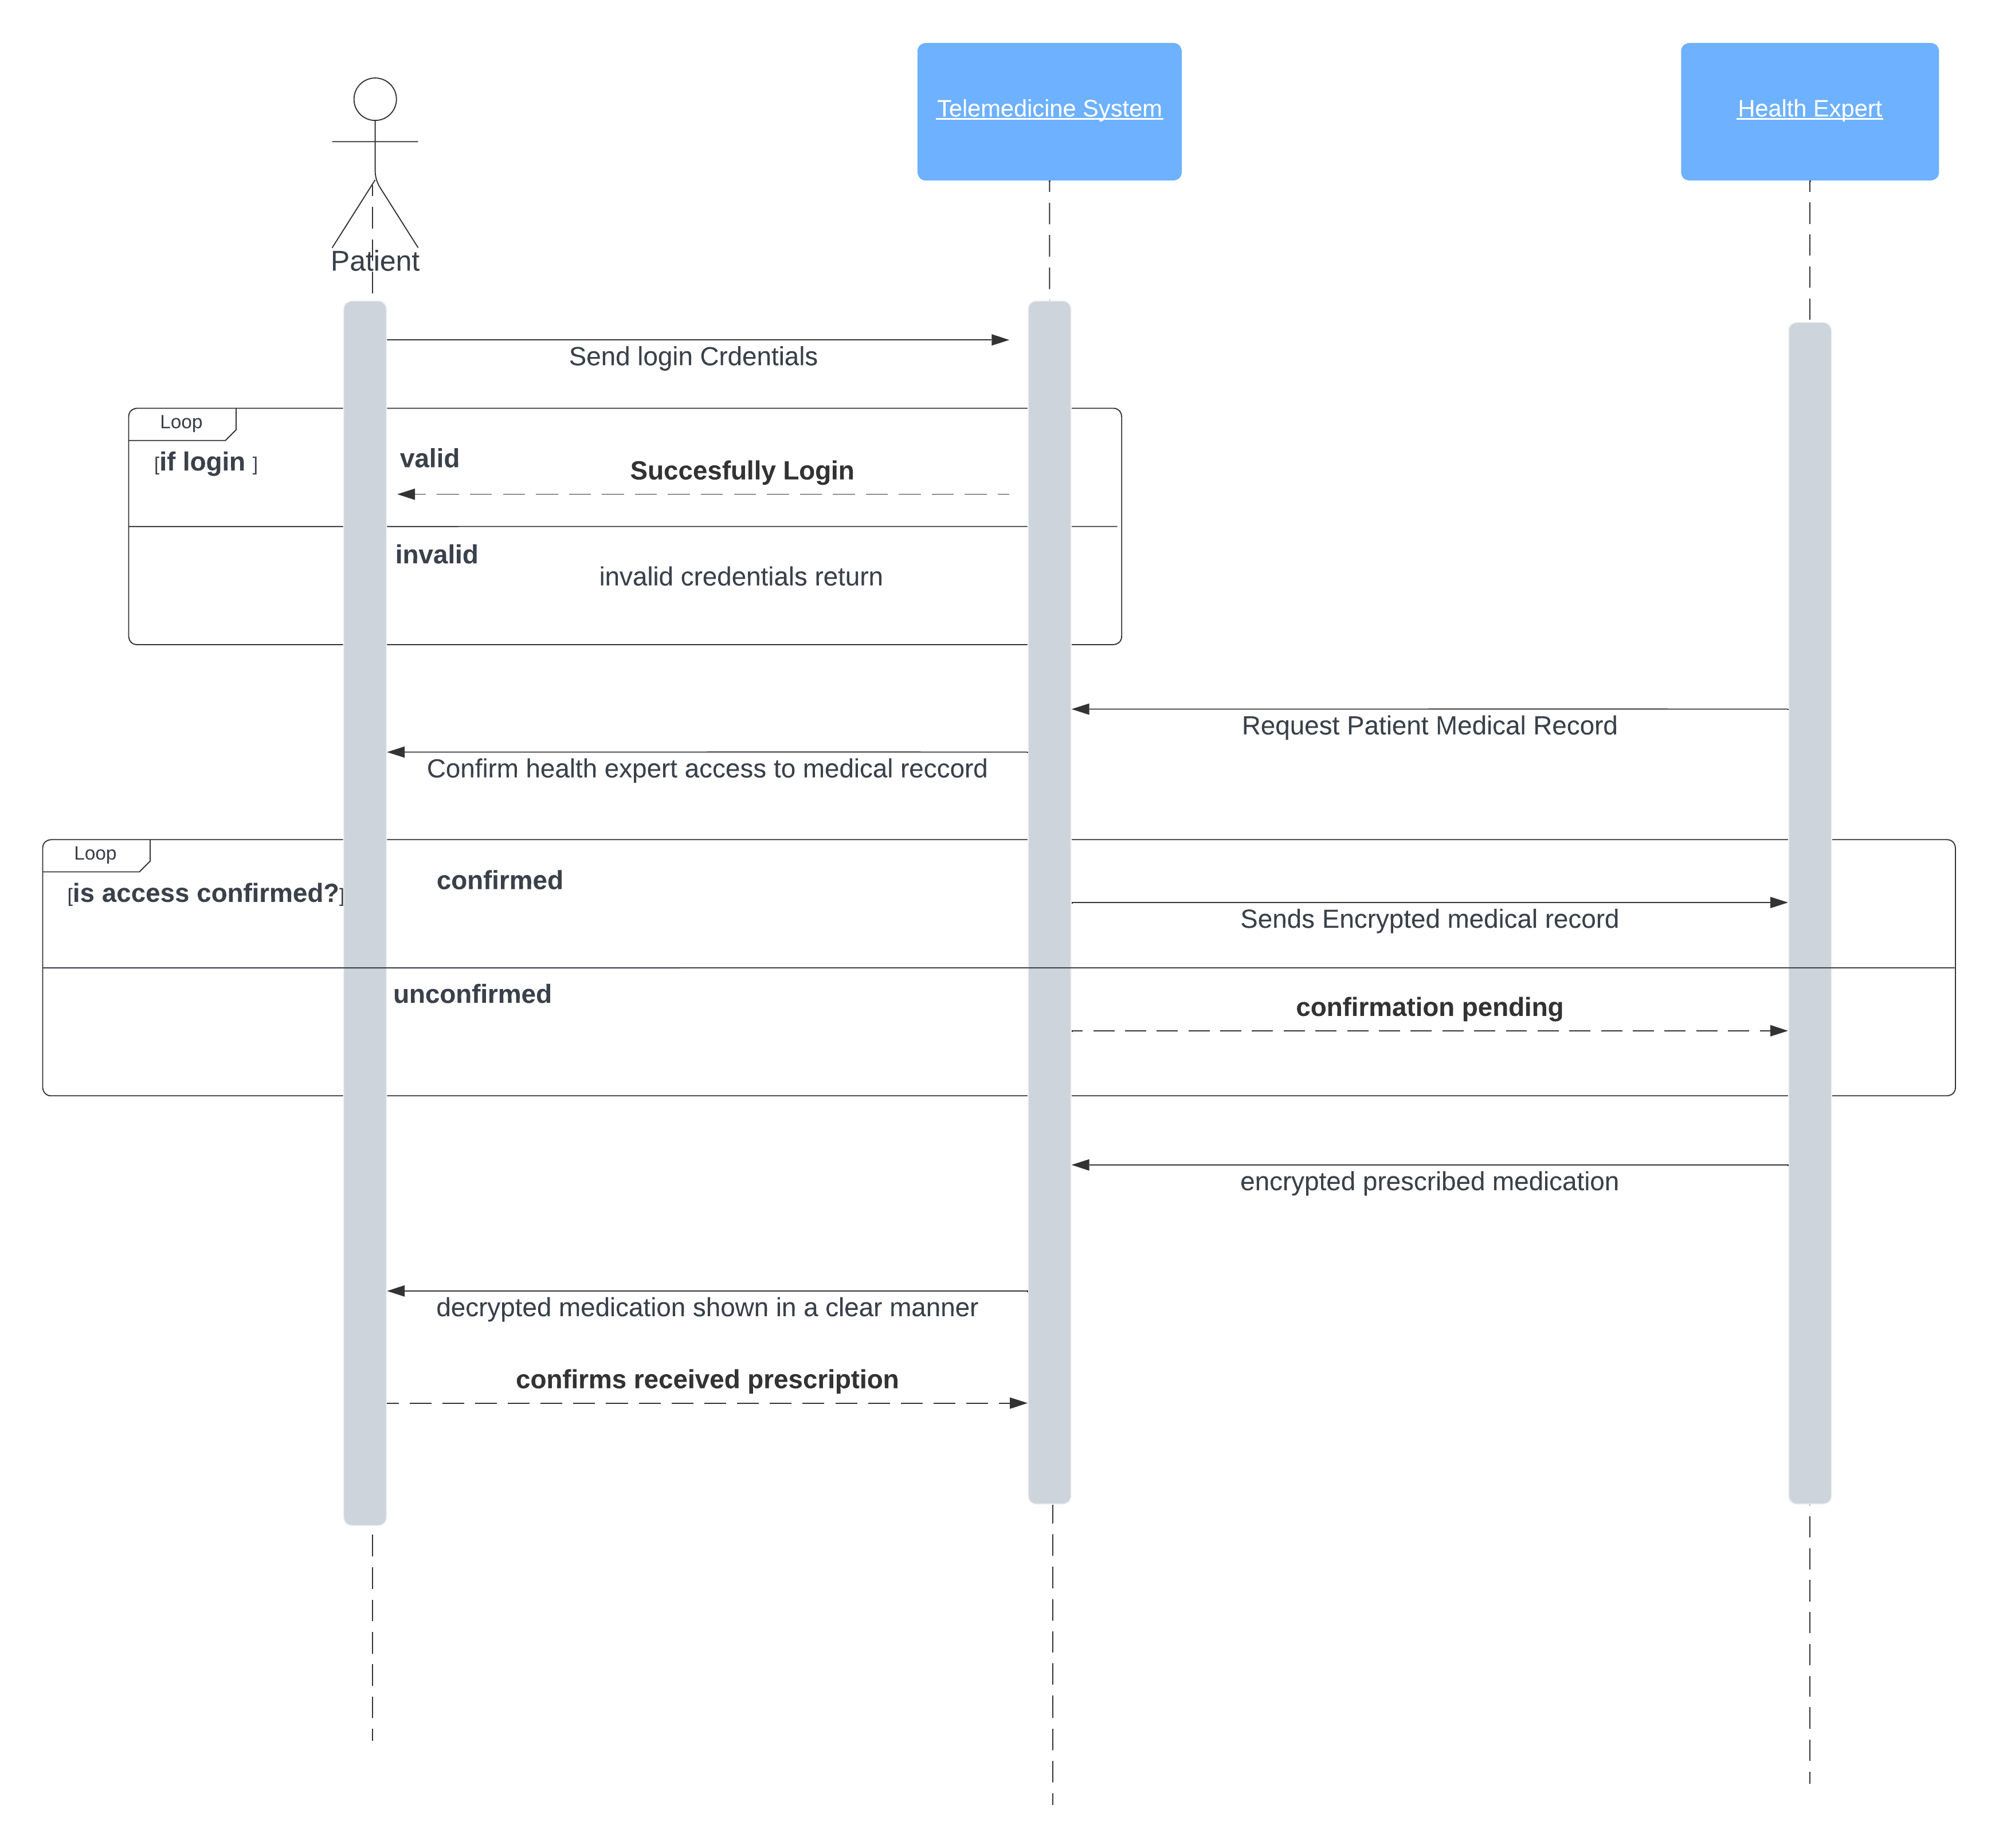 Telemedicine System
Health Expert
Patient
Send login Crdentials
Loop
[if login ]
valid
Succesfully Login
invalid
invalid credentials return
Request Patient Medical Record
Confirm health expert access to medical reccord
Loop
[is access confirmed?]
confirmed
Sends Encrypted medical record
unconfirmed
confirmation pending
encrypted prescribed medication
decrypted medication shown in a clear manner
confirms received prescription